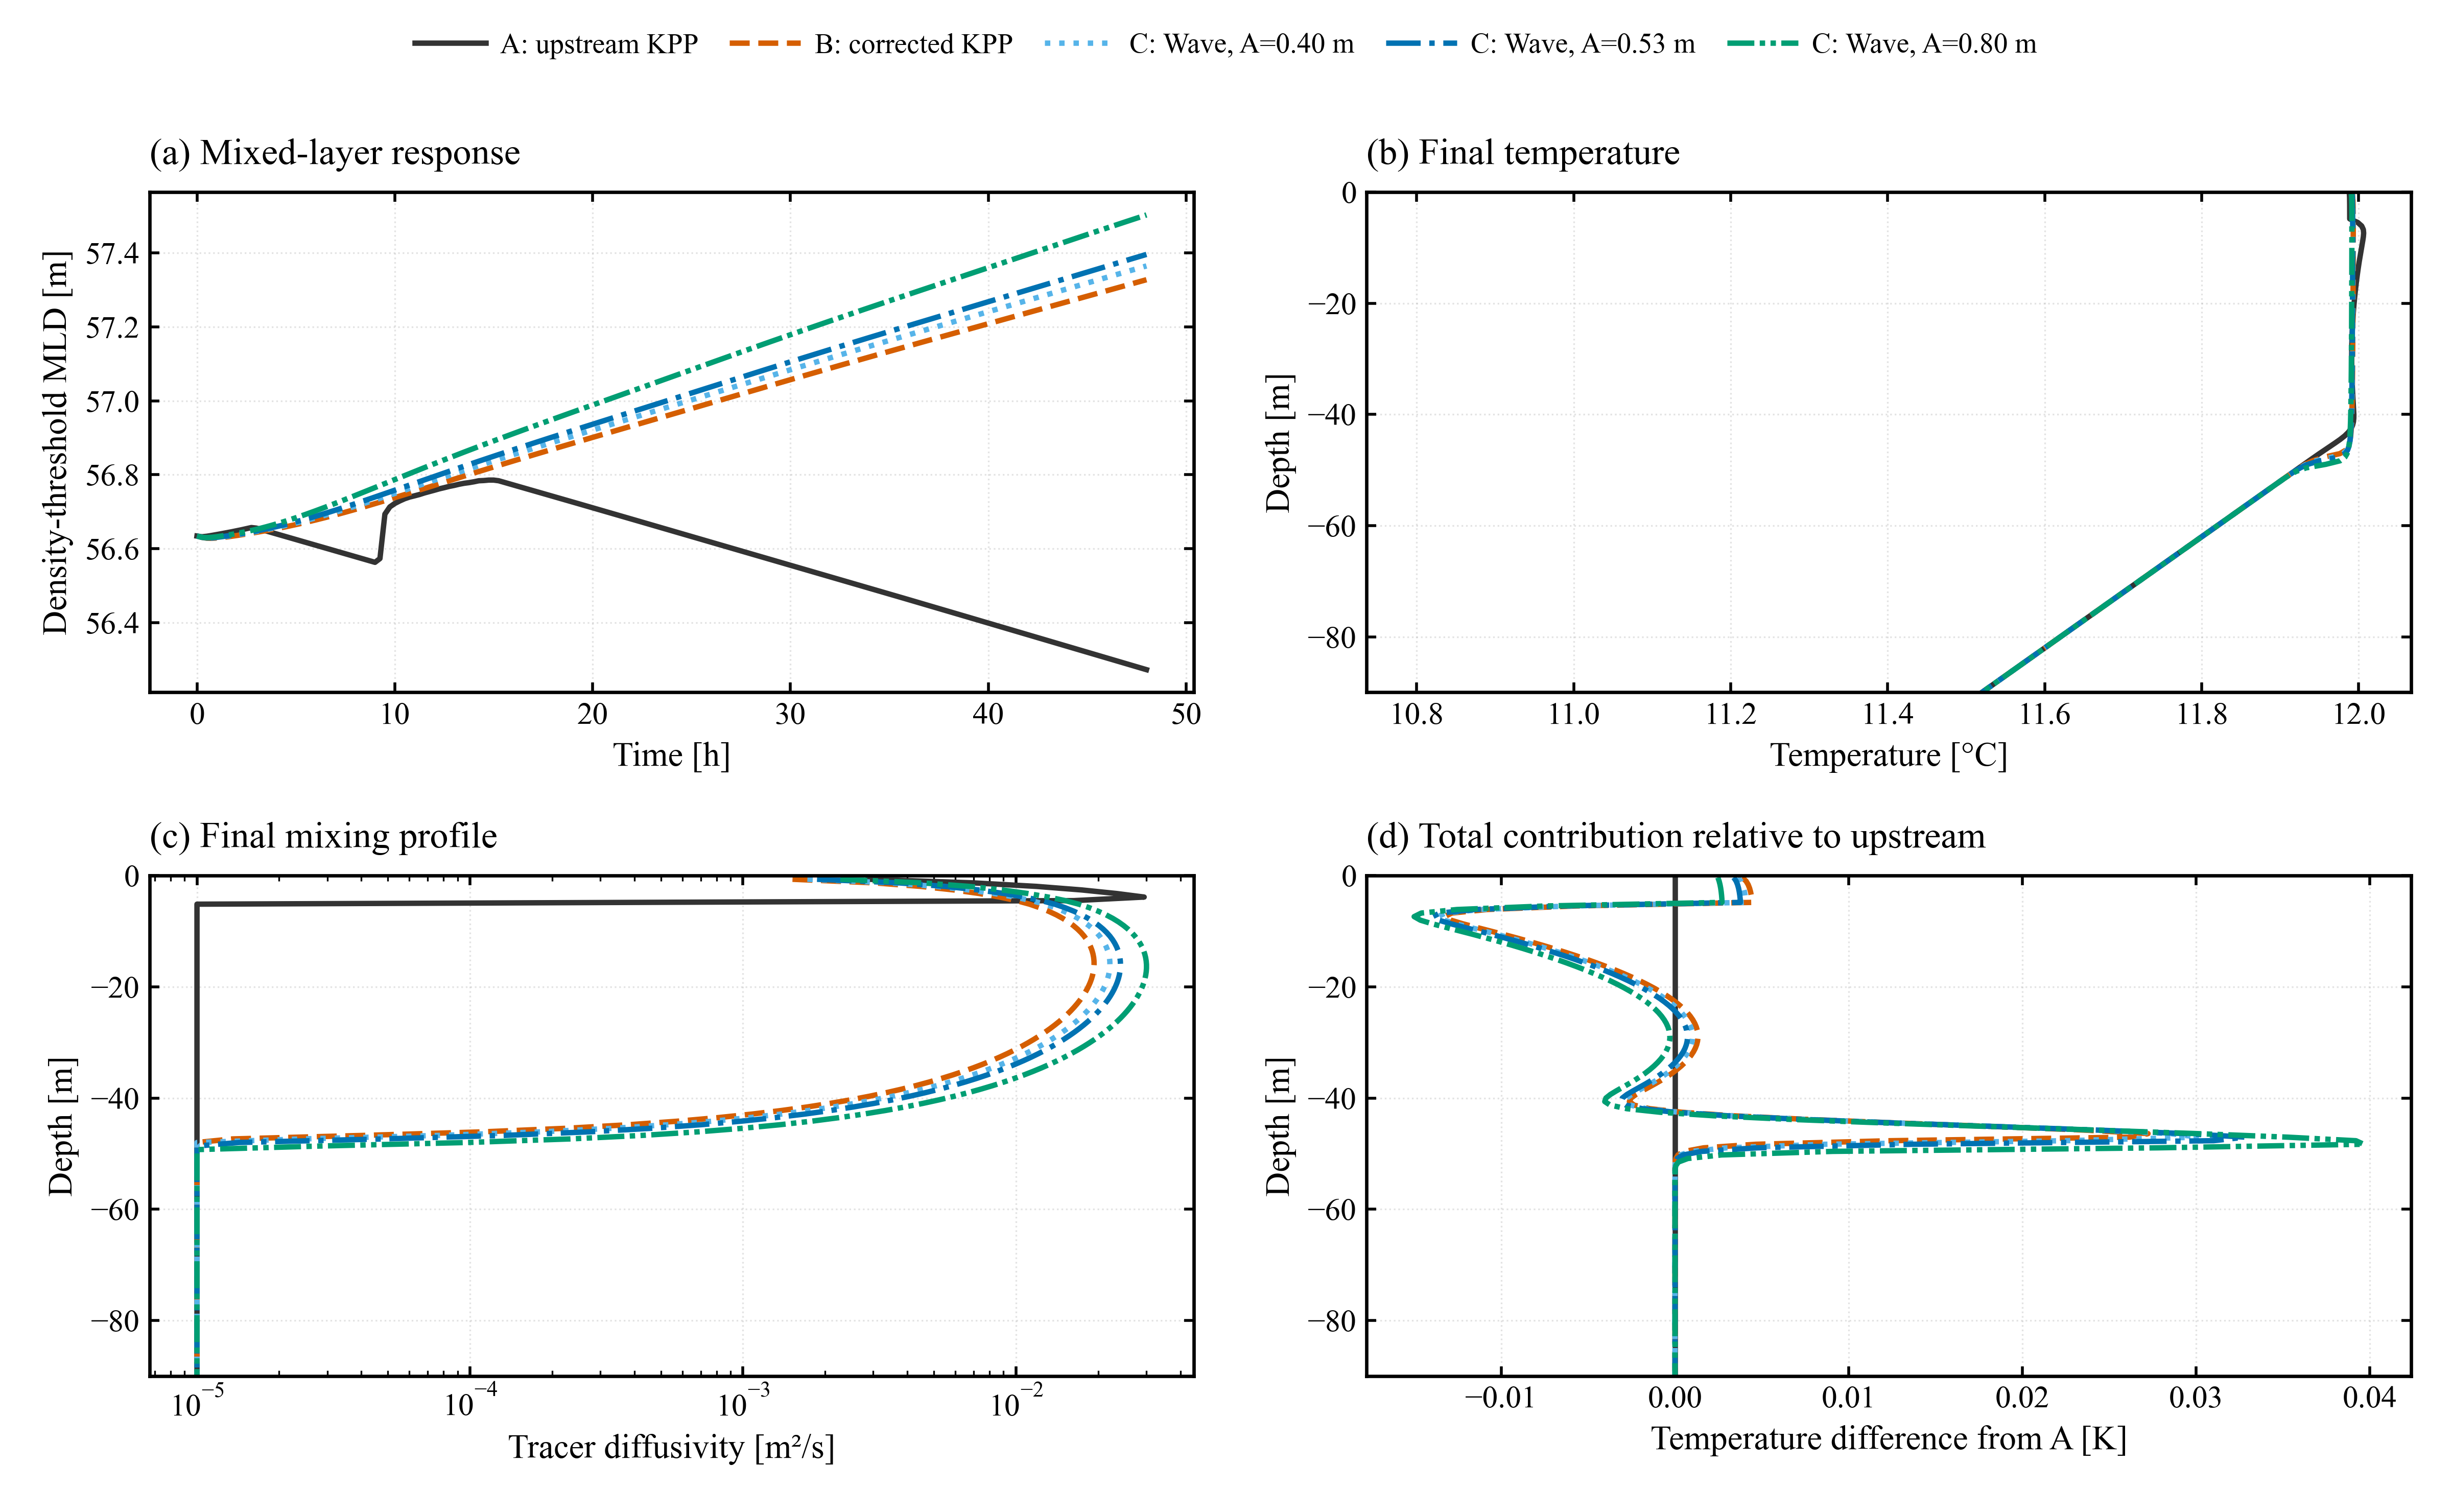 A: upstream KPP B: corrected KPP C: Wave, A=0.40 m C: Wave, A=0.53 m C: Wave, A=0.80 m
(a) Mixed-layer response
Density-threshold MLD [m]
57.4
57.2
57.0
56.8
56.6
56.4
0 10 20 30 40 50
Time [h]
(b) Final temperature
Depth [m]
0
−20
−40
−60
−80
10.8 11.0 11.2 11.4 11.6 11.8 12.0
Temperature [°C]
(c) Final mixing profile
Depth [m]
0
−20
−40
−60
−80
10⁻⁵ 10⁻⁴ 10⁻³ 10⁻²
Tracer diffusivity [m²/s]
(d) Total contribution relative to upstream
Depth [m]
0
−20
−40
−60
−80
−0.01 0.00 0.01 0.02 0.03 0.04
Temperature difference from A [K]